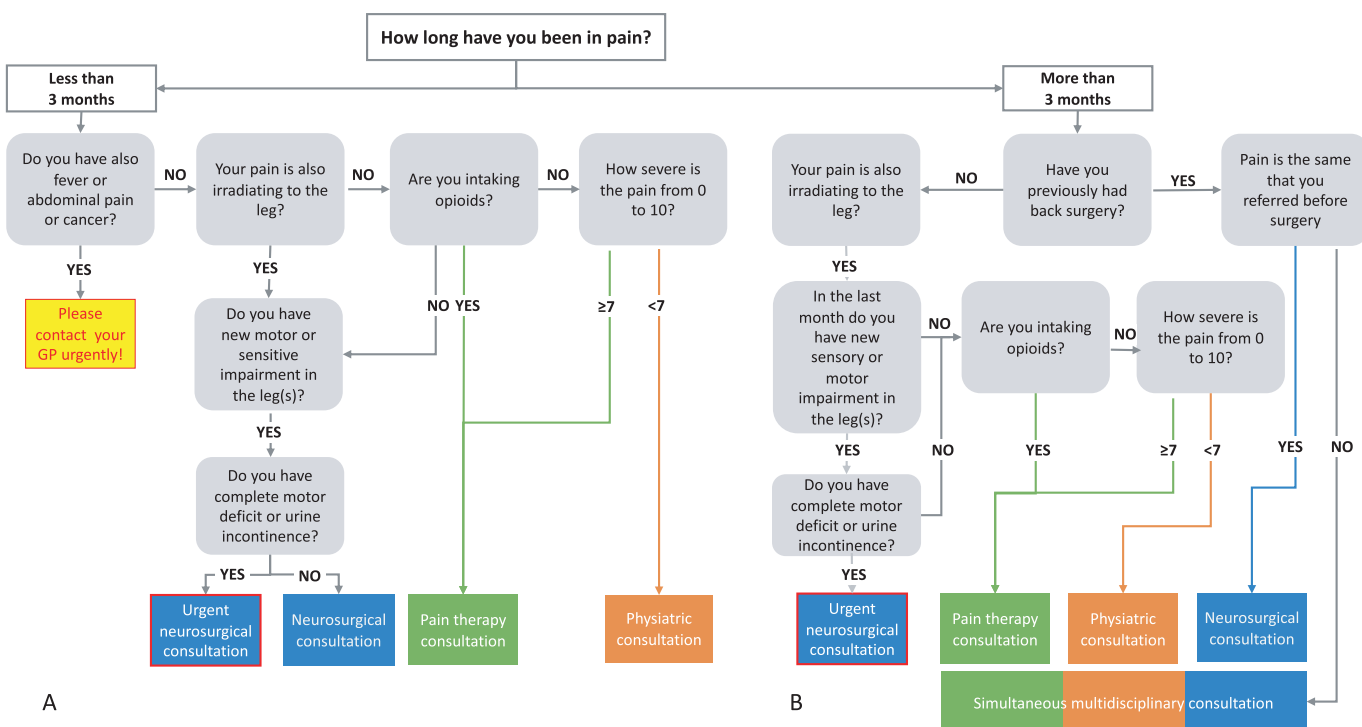 How long have you been in pain?
Less than
3 months
More than
3 months
Do you have also
fever or
abdominal pain
or cancer?
NO
Your pain is also
irradiating to the
leg?
NO
Are you intaking
opioids?
NO
How severe is
the pain from 0
to 10?
YES
Please
contact your
GP urgently!
YES
Do you have
new motor or
sensitive
impairment in
the leg(s)?
NO
YES
≥7
<7
YES
Do you have
complete motor
deficit or urine
incontinence?
YES
NO
Urgent
neurosurgical
consultation
Neurosurgical
consultation
Pain therapy
consultation
Physiatric
consultation
A
Your pain is also
irradiating to the
leg?
NO
Have you
previously had
back surgery?
YES
Pain is the same
that you
referred before
surgery
YES
In the last
month do you
have new
sensory or
motor
impairment in
the leg(s)?
NO
Are you intaking
opioids?
NO
How severe is
the pain from 0
to 10?
YES
NO
YES
≥7
<7
YES
NO
Do you have
complete motor
deficit or urine
incontinence?
YES
Urgent
neurosurgical
consultation
Pain therapy
consultation
Physiatric
consultation
Neurosurgical
consultation
Simultaneous multidisciplinary consultation
B